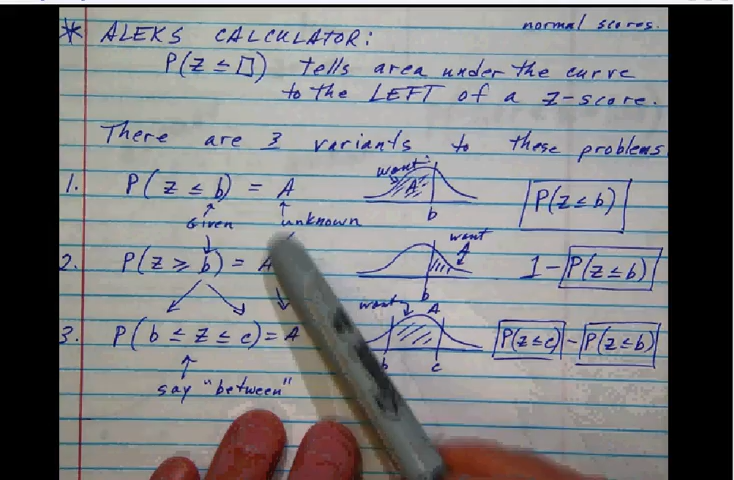 normal scores.
* ALEKS CALCULATOR:
P(Z ≤ □) tells area under the curve
to the LEFT of a Z-score.
There are 3 variants to these problems
1. P(Z ≤ b) = A want A b P(Z ≤ b)
Given unknown
2. P(Z ≥ b) = A want A b 1 - P(Z ≤ b)
3. P(b ≤ Z ≤ c) = A want A b c P(Z ≤ c) - P(Z ≤ b)
say "between"